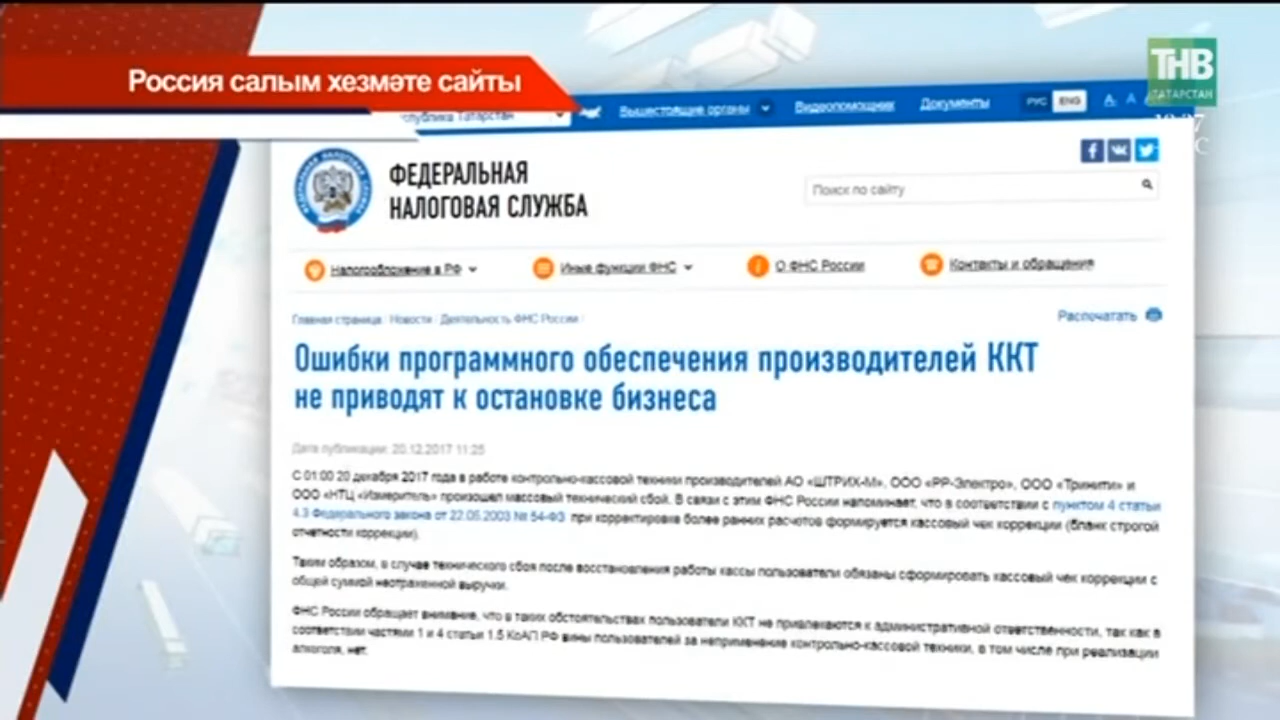 Россия салым хезмәте сайты
ТНВ
ТАТАРСТАН
Татарстан
Вышестоящие органы
Видеопомощник
Документы
РУС
ENG
ФЕДЕРАЛЬНАЯ
НАЛОГОВАЯ СЛУЖБА
Поиск по сайту
Налогообложение в РФ
Иные функции ФНС
О ФНС России
Контакты и обращения
Главная страница Новости Деятельность ФНС России
Распечатать
Ошибки программного обеспечения производителей ККТ
не приводят к остановке бизнеса
Дата публикации: 20.12.2017 11:25
С 01:00 20 декабря 2017 года в работе контрольно-кассовой техники производителей АО «ШТРИХ-М», ООО «РР-Электро», ООО «Тринити» и
ООО «НТЦ «Измеритель» произошел массовый технический сбой. В связи с этим ФНС России напоминает, что в соответствии с пунктом 4 статьи
4.3 Федерального закона от 22.05.2003 № 54-ФЗ при корректировке более ранних расчетов формируется кассовый чек коррекции (бланк строгой
отчетности коррекции).
Таким образом, в случае технического сбоя после восстановления работы кассы пользователи обязаны сформировать кассовый чек коррекции с
общей суммой неотраженной выручки.
ФНС России обращает внимание, что в таких обстоятельствах пользователи ККТ не привлекаются к административной ответственности, так как в
соответствии частями 1 и 4 статьи 1.5 КоАП РФ вины пользователей за неприменение контрольно-кассовой техники, в том числе при реализации
алкоголя, нет.